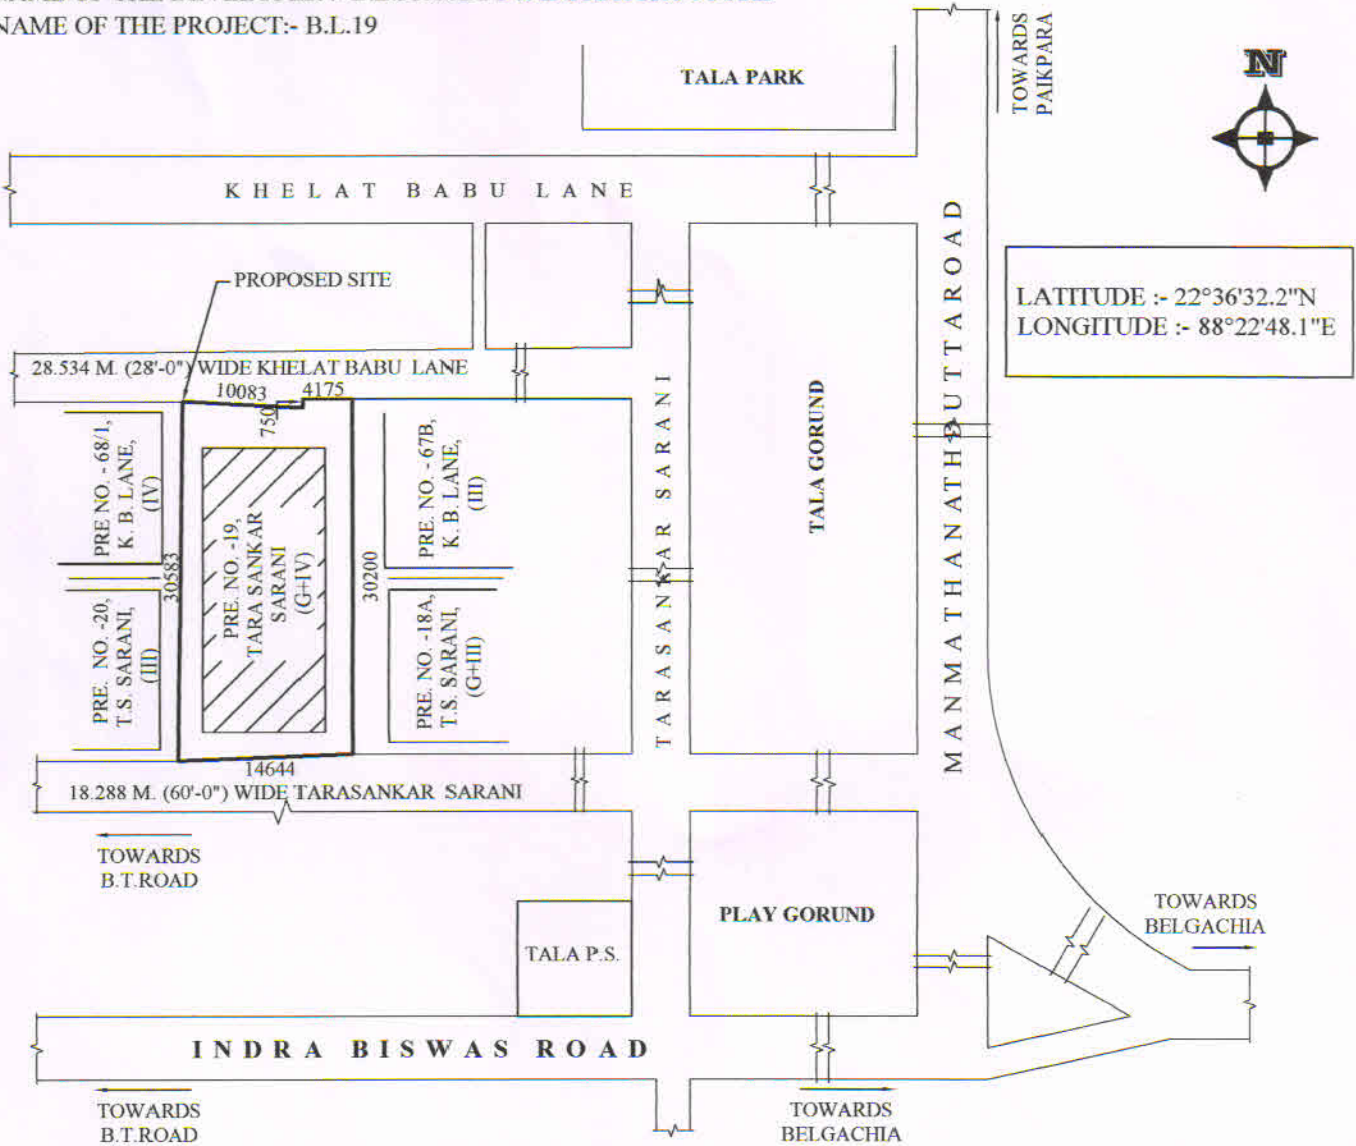 NAME OF THE PROJECT:- B.L.19
TALA PARK
TOWARDS
PAIKPARA
N
KHELAT BABU LANE
PROPOSED SITE
LATITUDE :- 22°36'32.2"N
LONGITUDE :- 88°22'48.1"E
28.534 M. (28'-0") WIDE KHELAT BABU LANE
10083
4175
750
PRE NO. - 68/1,
K. B. LANE,
(IV)
PRE. NO. -19,
TARA SANKAR
SARANI
(G+IV)
PRE. NO. - 67B,
K. B. LANE,
(III)
30583
30200
PRE. NO. -20,
T.S. SARANI,
(III)
PRE. NO. -18A,
T.S. SARANI,
(G+III)
TARASANKAR SARANI
TALA GORUND
MANMATHANATH DUTTAROAD
14644
18.288 M. (60'-0") WIDE TARASANKAR SARANI
TOWARDS
B.T.ROAD
PLAY GORUND
TALA P.S.
TOWARDS
BELGACHIA
INDRA BISWAS ROAD
TOWARDS
B.T.ROAD
TOWARDS
BELGACHIA